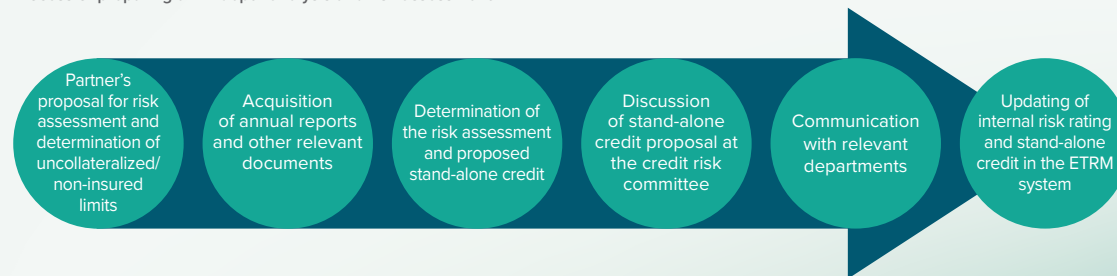 Partner's
proposal for risk
assessment and
determination of
uncollateralized/
non-insured
limits
Acquisition
of annual reports
and other relevant
documents
Determination of
the risk assessment
and proposed
stand-alone credit
Discussion
of stand-alone
credit proposal at
the credit risk
committee
Communication
with relevant
departments
Updating of
internal risk rating
and stand-alone
credit in the ETRM
system